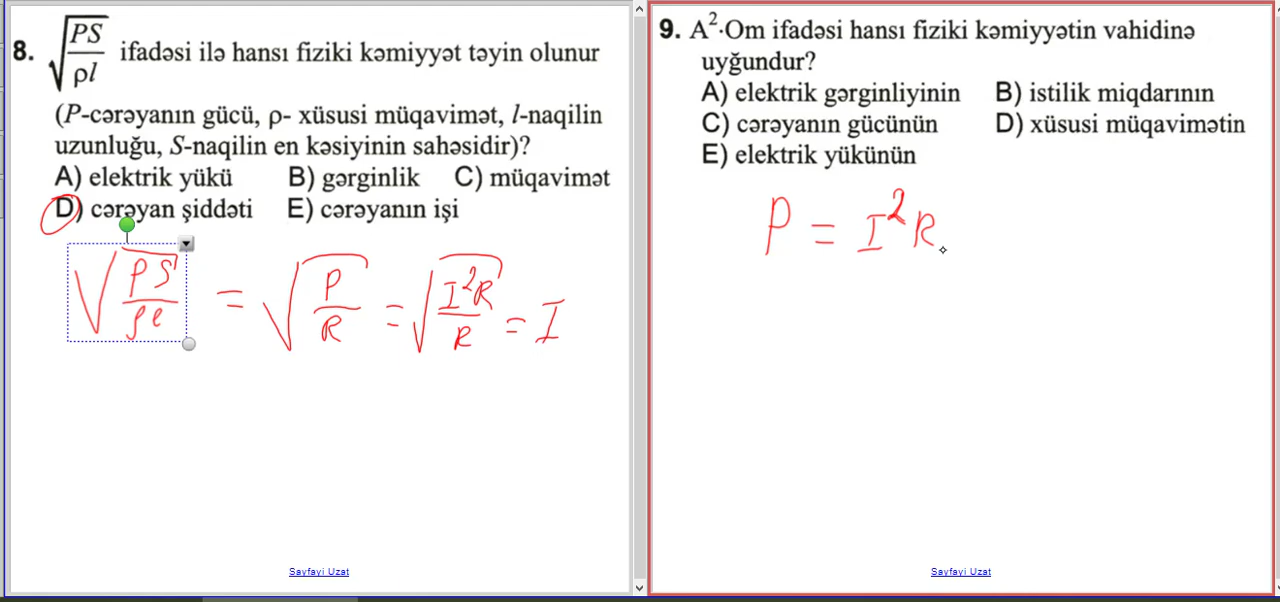 8. √(PS/ρl) ifadəsi ilə hansı fiziki kəmiyyət təyin olunur
(P-cərəyanın gücü, ρ- xüsusi müqavimət, l-naqilin
uzunluğu, S-naqilin en kəsiyinin sahəsidir)?
A) elektrik yükü B) gərginlik C) müqavimət
D) cərəyan şiddəti E) cərəyanın işi
√(PS/ρl) = √(P/R) = √(I²R/R) = I
Sayfayi Uzat
9. A²·Om ifadəsi hansı fiziki kəmiyyətin vahidinə
uyğundur?
A) elektrik gərginliyinin B) istilik miqdarının
C) cərəyanın gücünün D) xüsusi müqavimətin
E) elektrik yükünün
P = I²R
Sayfayi Uzat